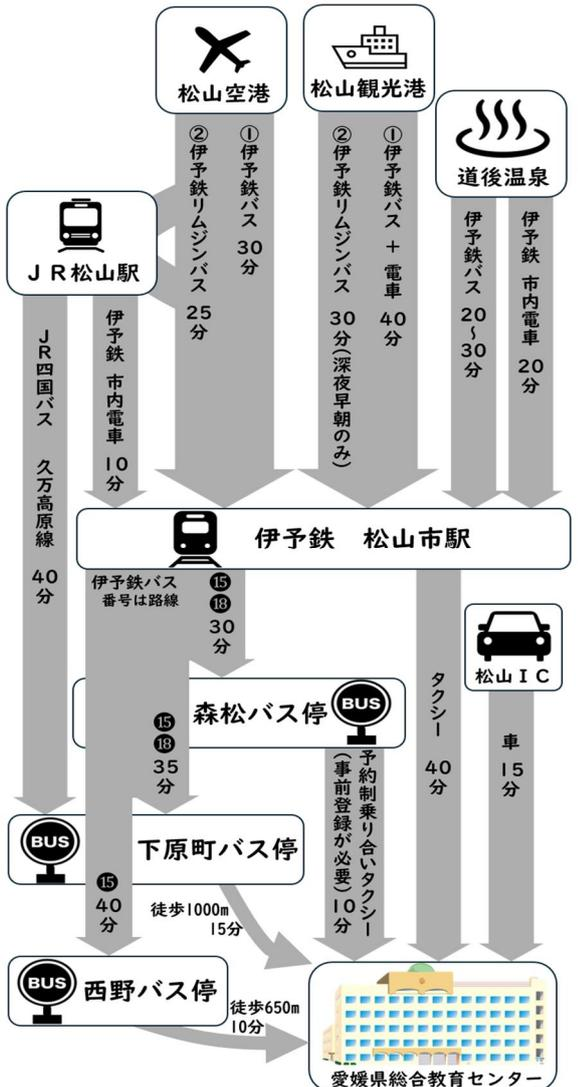 松山空港
松山観光港
道後温泉
①伊予鉄バス 30分
②伊予鉄リムジンバス 25分
①伊予鉄バス + 電車 40分
②伊予鉄リムジンバス 30分(深夜早朝のみ)
伊予鉄 市内電車 20分
伊予鉄バス 20~30分
JR松山駅
伊予鉄 市内電車 10分
JR四国バス 久万高原線 40分
伊予鉄 松山市駅
伊予鉄バス
番号は路線
⓯
⓲
30分
松山IC
森松バス停
BUS
⓯
⓲
35分
タクシー 40分
車 15分
予約制乗り合いタクシー
(事前登録が必要)10分
BUS
下原町バス停
⓯
40分
徒歩1000m
15分
BUS
西野バス停
徒歩650m
10分
愛媛県総合教育センター